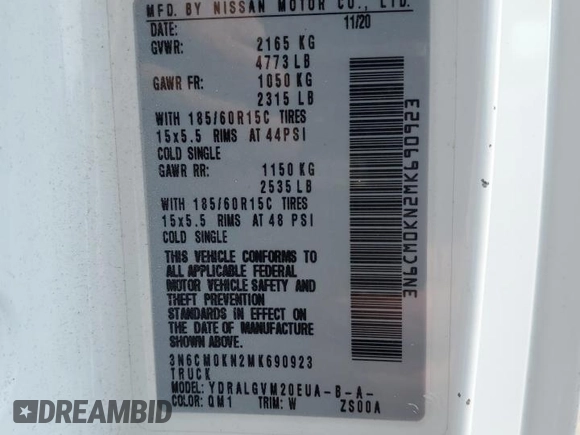 MFD. BY NISSAN MOTOR CO., LTD.
DATE: 11/20
GVWR: 2165 KG
4773 LB
GAWR FR: 1050 KG
2315 LB
WITH 185/60R15C TIRES
15x5.5 RIMS AT 44PSI
COLD SINGLE
GAWR RR: 1150 KG
2535 LB
WITH 185/60R15C TIRES
15x5.5 RIMS AT 48 PSI
COLD SINGLE
THIS VEHICLE CONFORMS TO
ALL APPLICABLE FEDERAL
MOTOR VEHICLE SAFETY AND
THEFT PREVENTION
STANDARDS IN EFFECT ON
THE DATE OF MANUFACTURE
SHOWN ABOVE.
3N6CM0KN2MK690923
TRUCK
MODEL: YDRALGVM20EUA-B-A-
COLOR: QM1 TRIM: W ZS00A
3N6CM0KN2MK690923
RideSafely
CAR AUCTIONS